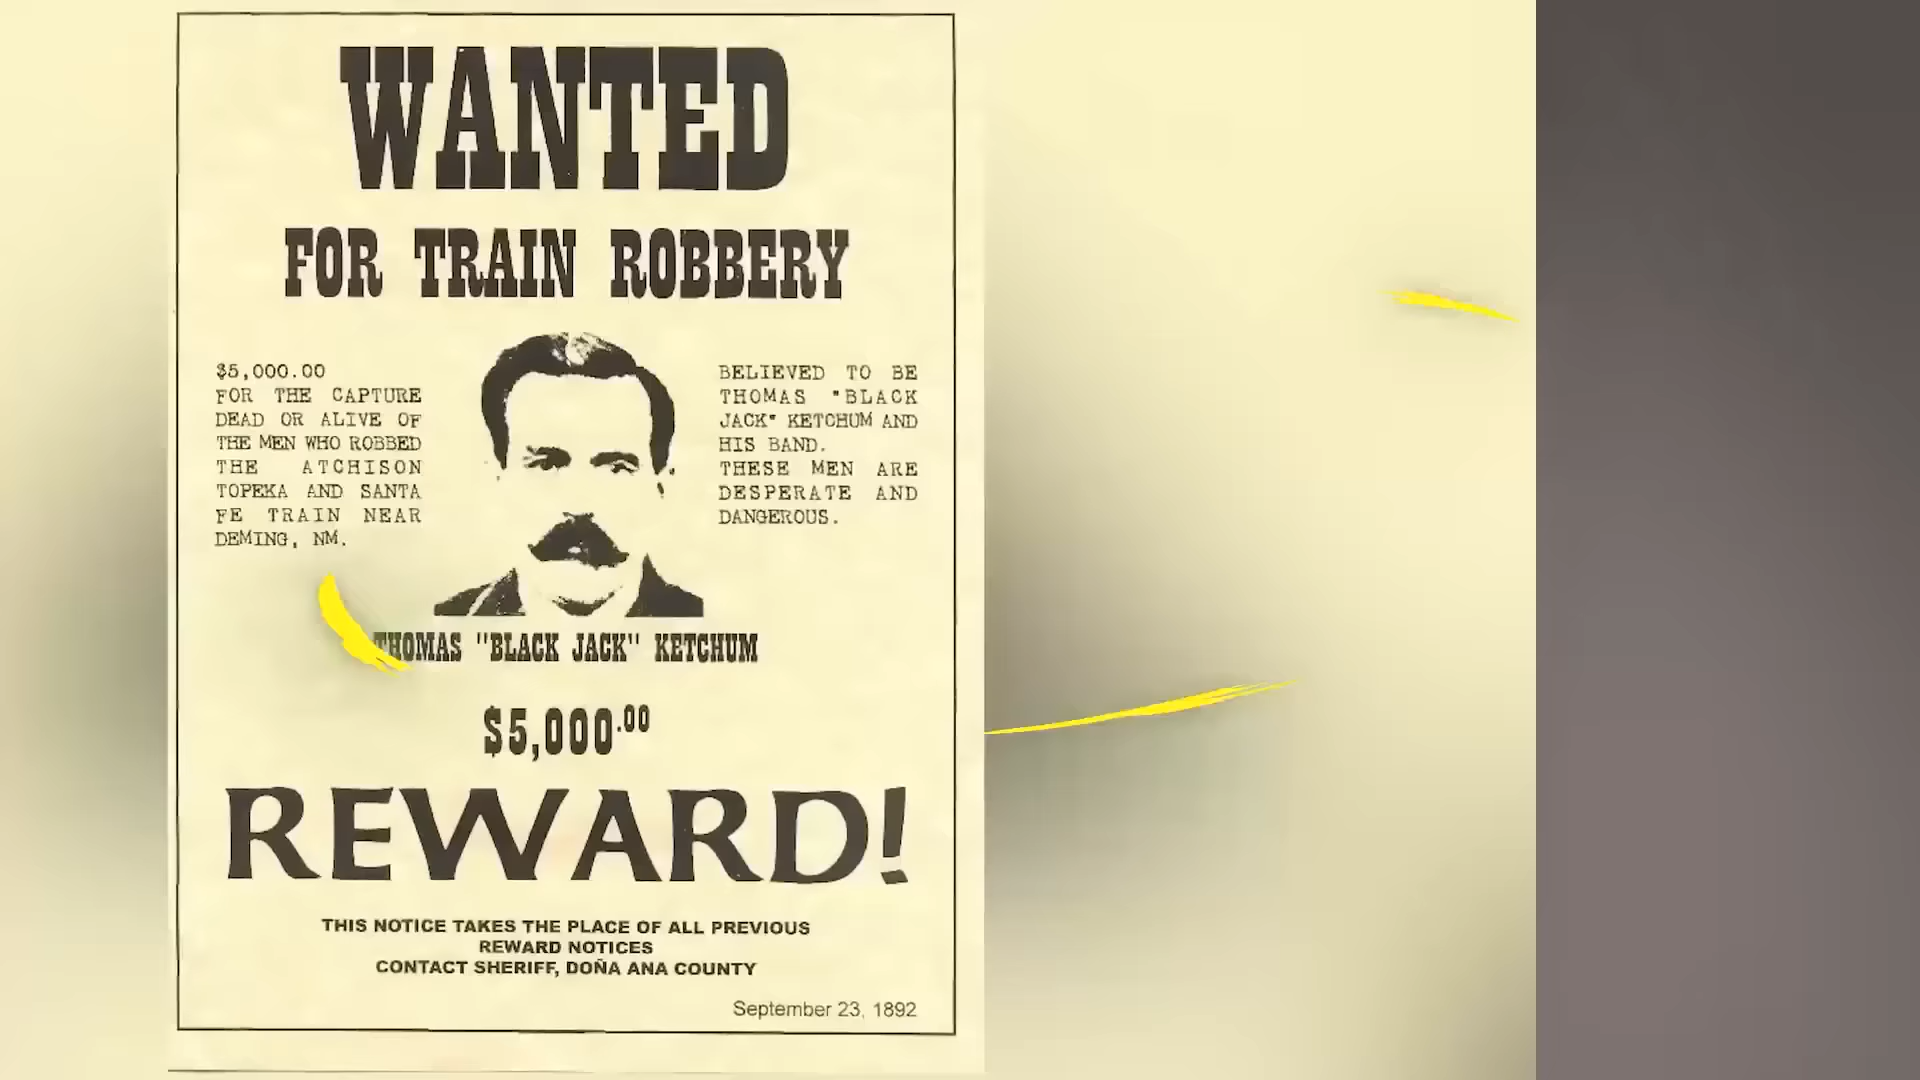 WANTED
FOR TRAIN ROBBERY
$5,000.00
FOR THE CAPTURE
DEAD OR ALIVE OF
THE MEN WHO ROBBED
THE ATCHISON
TOPEKA AND SANTA
FE TRAIN NEAR
DEMING, NM.
BELIEVED TO BE
THOMAS "BLACK
JACK" KETCHUM AND
HIS BAND.
THESE MEN ARE
DESPERATE AND
DANGEROUS.
THOMAS "BLACK JACK" KETCHUM
$5,000.00
REWARD!
THIS NOTICE TAKES THE PLACE OF ALL PREVIOUS
REWARD NOTICES
CONTACT SHERIFF, DOÑA ANA COUNTY
September 23, 1892